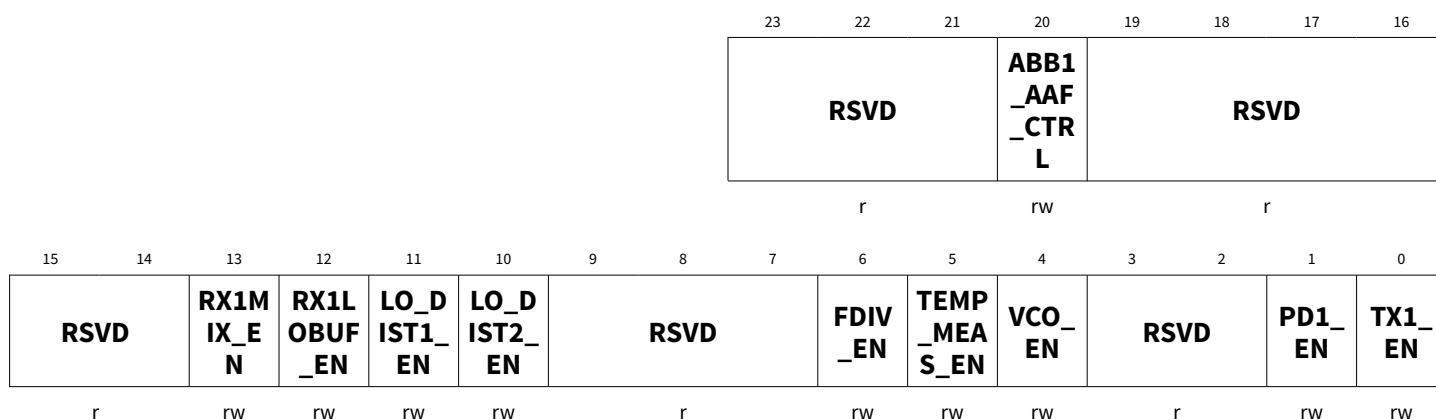 23 22 21 20 19 18 17 16
RSVD ABB1 RSVD
_AAF
_CTR
L
r rw r
15 14 13 12 11 10 9 8 7 6 5 4 3 2 1 0
RSVD RX1M RX1L LO_D LO_D RSVD FDIV TEMP VCO_ RSVD PD1_ TX1_
IX_E OBUF IST1_ IST2_ _EN _MEA EN EN EN
N _EN EN EN S_EN
r rw rw rw rw r rw rw rw r rw rw